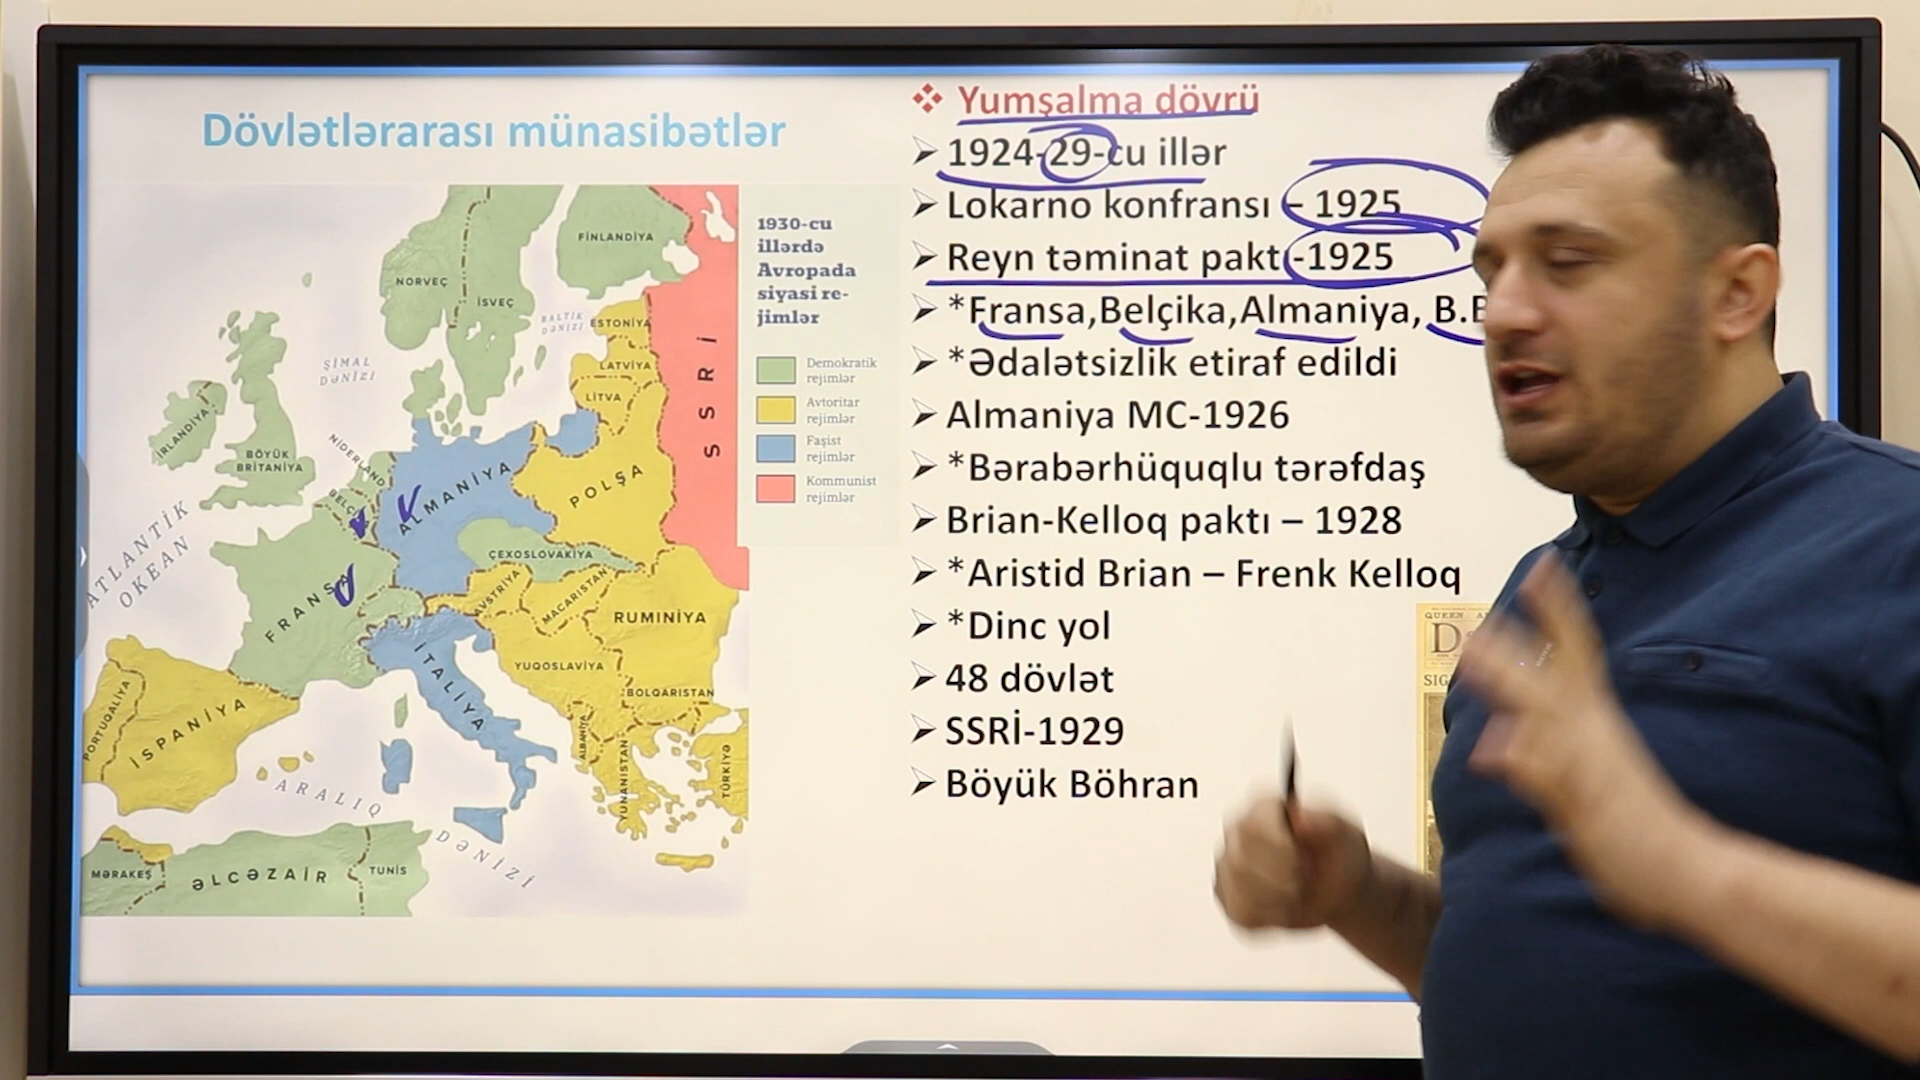 Dövlətlərarası münasibətlər
❖ Yumşalma dövrü
➢ 1924-29-cu illər
➢ Lokarno konfransı – 1925
➢ Reyn təminat paktı-1925
➢ *Fransa,Belçika,Almaniya, B.
➢ *Ədalətsizlik etiraf edildi
➢ Almaniya MC-1926
➢ *Bərabərhüquqlu tərəfdaş
➢ Brian-Kelloq paktı – 1928
➢ *Aristid Brian – Frenk Kelloq
➢ *Dinc yol
➢ 48 dövlət
➢ SSRİ-1929
➢ Böyük Böhran
1930-cu
illərdə
Avropada
siyasi re-
jimlər
Demokratik
rejimlər
Avtoritar
rejimlər
Faşist
rejimlər
Kommunist
rejimlər
FİNLANDİYA
NORVEÇ
İSVEÇ
BALTİK
DƏNİZİ
ESTONİYA
SSRİ
ŞİMAL
DƏNİZİ
LATVİYA
LİTVA
İRLANDİYA
BÖYÜK
BRİTANİYA
NİDERLAND
ALMANİYA
POLŞA
ATLANTİK
OKEAN
ÇEXOSLOVAKİYA
FRANSA
AVSTRİYA
MACARISTAN
RUMINİYA
İTALİYA
YUQOSLAVİYA
BOLQARISTAN
PORTUQALİYA
İSPANİYA
ALBANİYA
YUNANISTAN
TÜRKİYƏ
ARALIQ
DƏNİZİ
MƏRAKEŞ
ƏLCƏZAİR
TUNİS
QUEEN
SIG